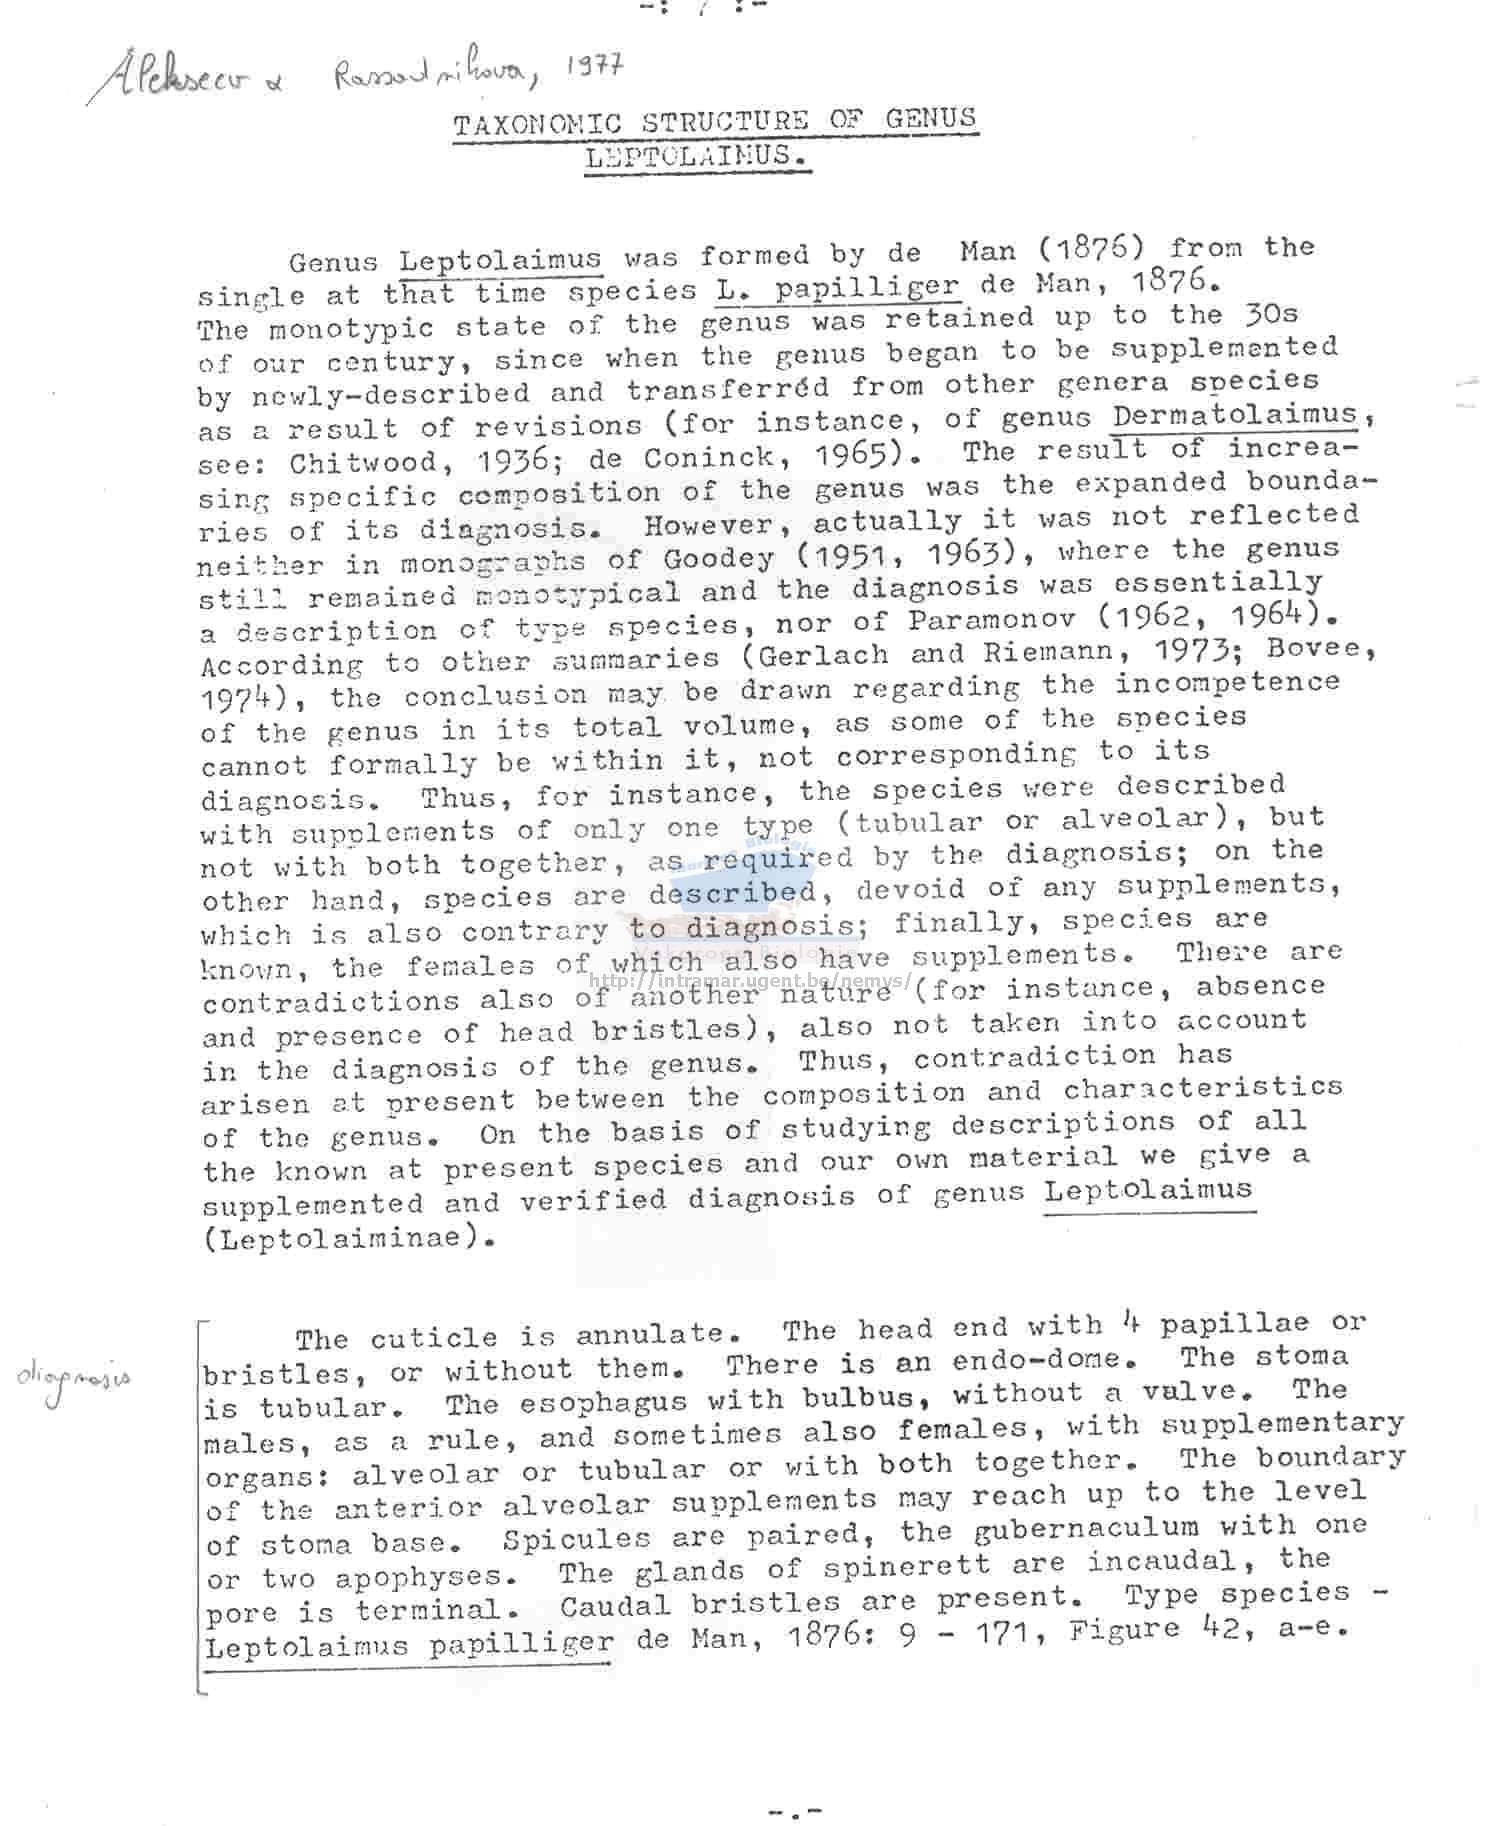 -: 7 :-
Alekseev & Rassadnikova, 1977
TAXONOMIC STRUCTURE OF GENUS
LEPTOLAIMUS.
Genus Leptolaimus was formed by de Man (1876) from the
single at that time species L. papilliger de Man, 1876.
The monotypic state of the genus was retained up to the 30s
of our century, since when the genus began to be supplemented
by newly-described and transferréd from other genera species
as a result of revisions (for instance, of genus Dermatolaimus,
see: Chitwood, 1936; de Coninck, 1965). The result of increa-
sing specific composition of the genus was the expanded bounda-
ries of its diagnosis. However, actually it was not reflected
neither in monographs of Goodey (1951, 1963), where the genus
still remained monotypical and the diagnosis was essentially
a description of type species, nor of Paramonov (1962, 1964).
According to other summaries (Gerlach and Riemann, 1973; Bovee,
1974), the conclusion may be drawn regarding the incompetence
of the genus in its total volume, as some of the species
cannot formally be within it, not corresponding to its
diagnosis. Thus, for instance, the species were described
with supplements of only one type (tubular or alveolar), but
not with both together, as required by the diagnosis; on the
other hand, species are described, devoid of any supplements,
which is also contrary to diagnosis; finally, species are
known, the females of which also have supplements. There are
http://intramar.ugent.be/nemys/
contradictions also of another nature (for instance, absence
and presence of head bristles), also not taken into account
in the diagnosis of the genus. Thus, contradiction has
arisen at present between the composition and characteristics
of the genus. On the basis of studying descriptions of all
the known at present species and our own material we give a
supplemented and verified diagnosis of genus Leptolaimus
(Leptolaiminae).
diagnosis
The cuticle is annulate. The head end with 4 papillae or
bristles, or without them. There is an endo-dome. The stoma
is tubular. The esophagus with bulbus, without a valve. The
males, as a rule, and sometimes also females, with supplementary
organs: alveolar or tubular or with both together. The boundary
of the anterior alveolar supplements may reach up to the level
of stoma base. Spicules are paired, the gubernaculum with one
or two apophyses. The glands of spinerett are incaudal, the
pore is terminal. Caudal bristles are present. Type species -
Leptolaimus papilliger de Man, 1876: 9 - 171, Figure 42, a-e.
-.-